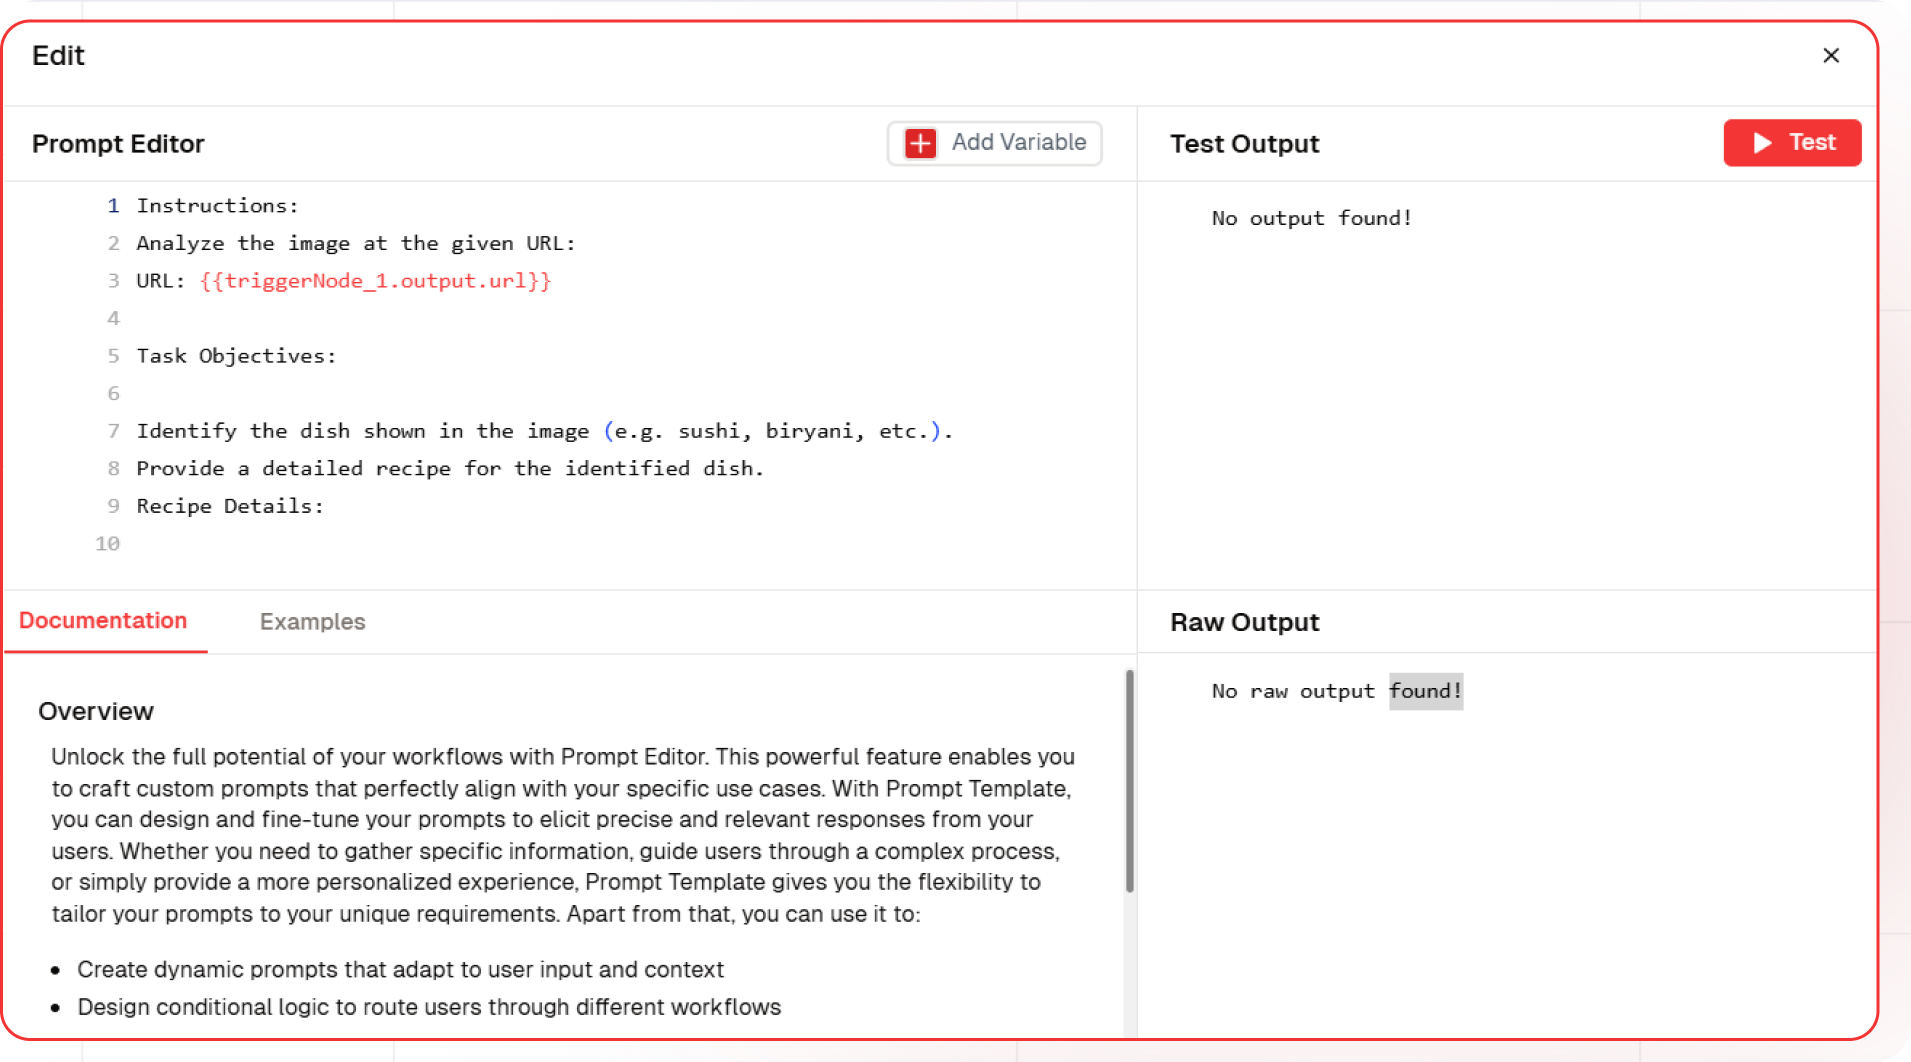 Edit
Prompt Editor
Add Variable
1 Instructions:
2 Analyze the image at the given URL:
3 URL: {{triggerNode_1.output.url}}
4
5 Task Objectives:
6
7 Identify the dish shown in the image (e.g. sushi, biryani, etc.).
8 Provide a detailed recipe for the identified dish.
9 Recipe Details:
10
Test Output
Test
No output found!
Documentation
Examples
Overview
Unlock the full potential of your workflows with Prompt Editor. This powerful feature enables you
to craft custom prompts that perfectly align with your specific use cases. With Prompt Template,
you can design and fine-tune your prompts to elicit precise and relevant responses from your
users. Whether you need to gather specific information, guide users through a complex process,
or simply provide a more personalized experience, Prompt Template gives you the flexibility to
tailor your prompts to your unique requirements. Apart from that, you can use it to:
• Create dynamic prompts that adapt to user input and context
• Design conditional logic to route users through different workflows
Raw Output
No raw output found!